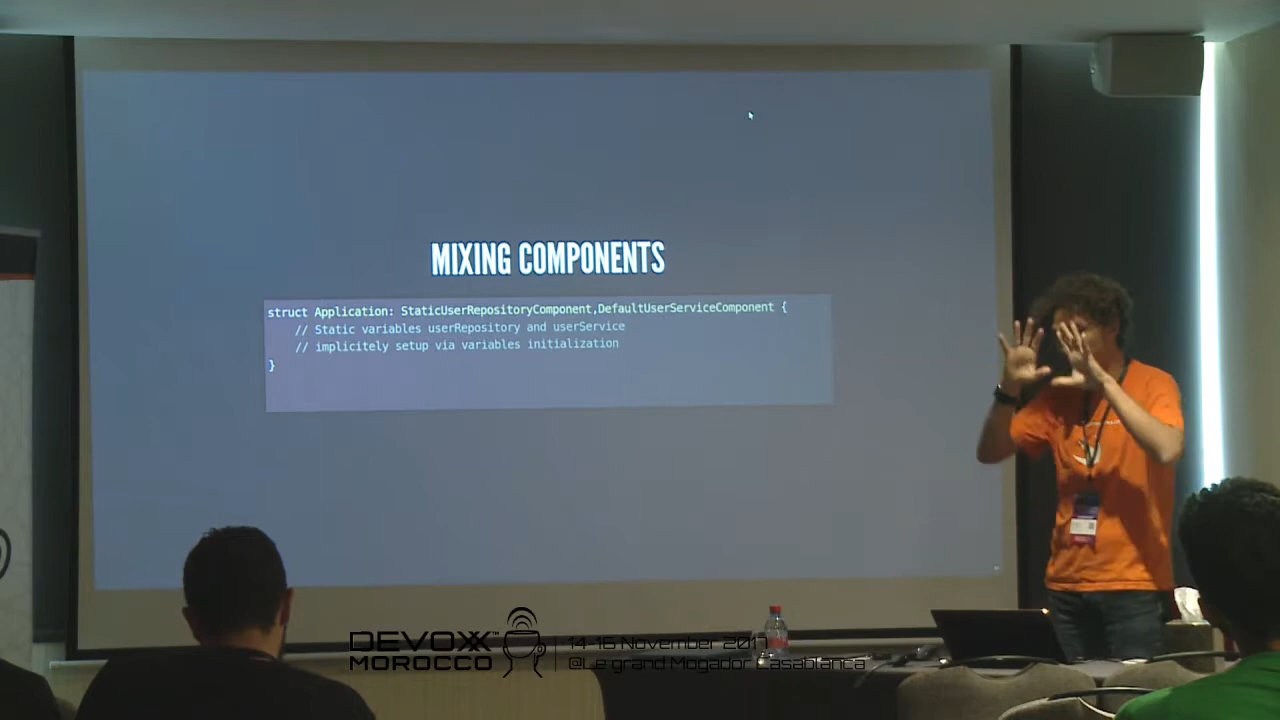 MIXING COMPONENTS
struct Application: StaticUserRepositoryComponent,DefaultUserServiceComponent {
// Static variables userRepository and userService
// implicitely setup via variables initialization
}
DEVOXX™
MOROCCO
14-16 November 2017
@Le grand Mogador Casablanca